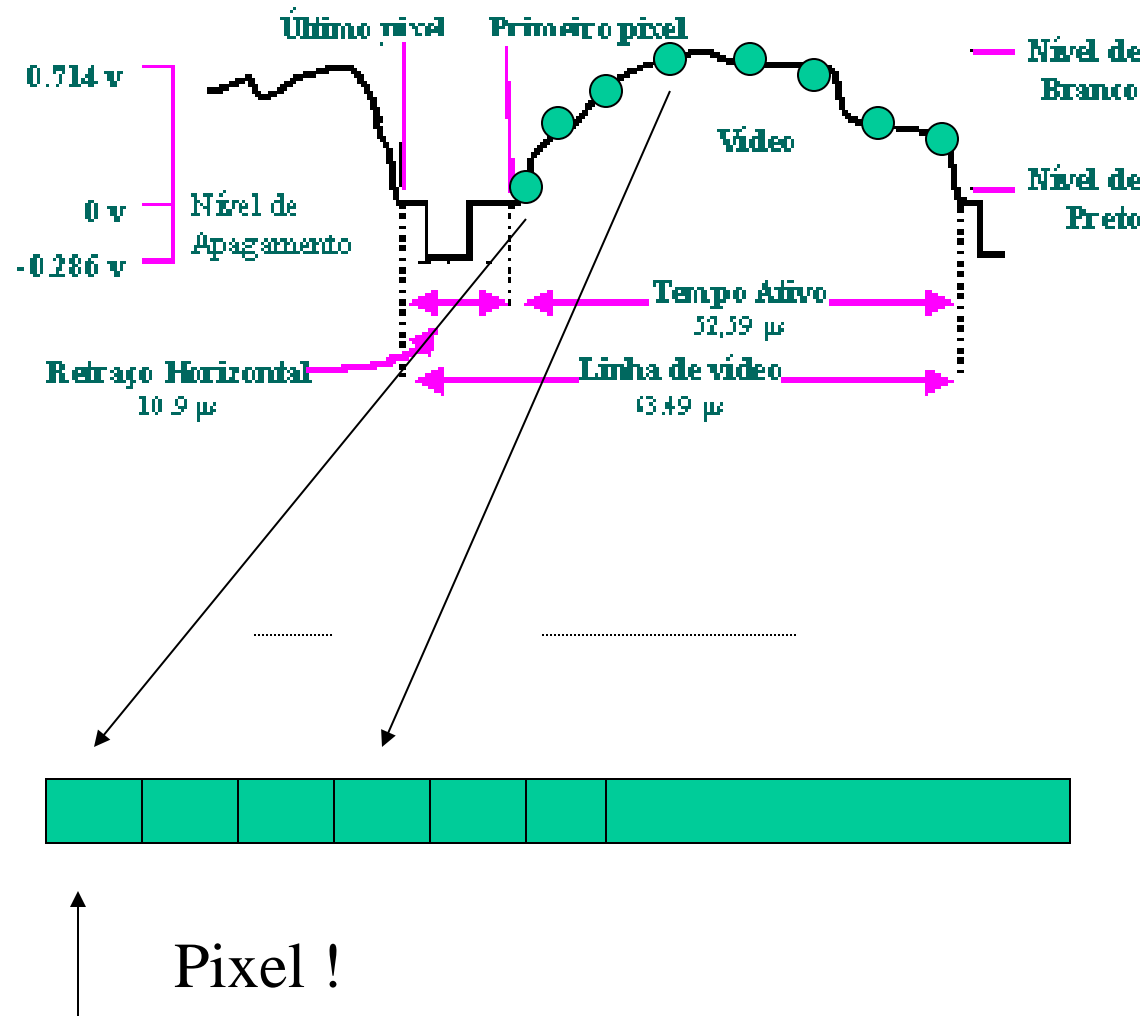 Último pixel
Primeiro pixel
0.714 v
Nível de
Branco
Vídeo
0 v
Nível de
Apagamento
Nível de
Preto
-0.286 v
Tempo Ativo
52,59 µs
Retraço Horizontal
10.9 µs
Linha de vídeo
63.49 µs
Pixel !